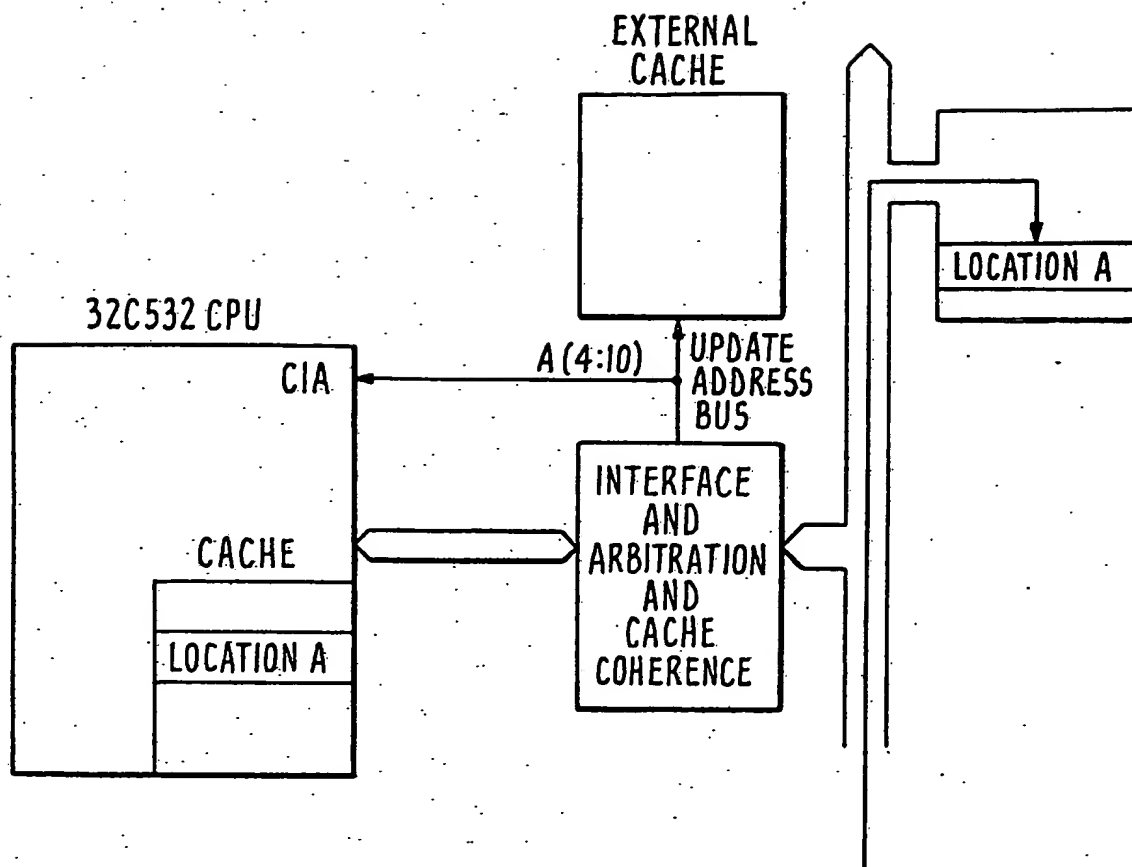 EXTERNAL
CACHE
LOCATION A
32C532 CPU
CIA
A (4:10)
UPDATE
ADDRESS
BUS
INTERFACE
AND
ARBITRATION
AND
CACHE
COHERENCE
CACHE
LOCATION A